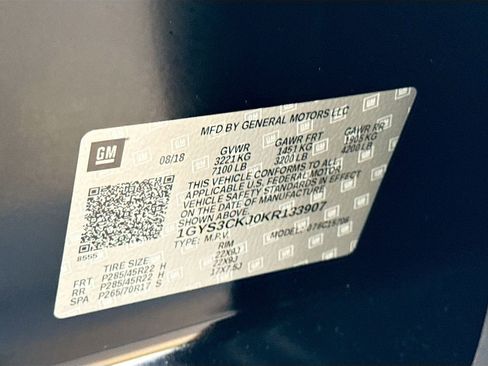 MFD BY GENERAL MOTORS LLC
GM
08/18 GVWR GAWR FRT GAWR RR
3221 KG 1451 KG 1905 KG
7100 LB 3200 LB 4200 LB
THIS VEHICLE CONFORMS TO ALL
APPLICABLE U.S. FEDERAL MOTOR
VEHICLE SAFETY STANDARDS IN EFFECT
ON THE DATE OF MANUFACTURE
SHOWN ABOVE.
1GYS3CKJ0KR133907
8555 TYPE: M.P.V.
TIRE SIZE RIM
FRT P285/45R22 H 22X9J
RR P285/45R22 H 22X9J
SPA P265/70R17 S 17X7.5J